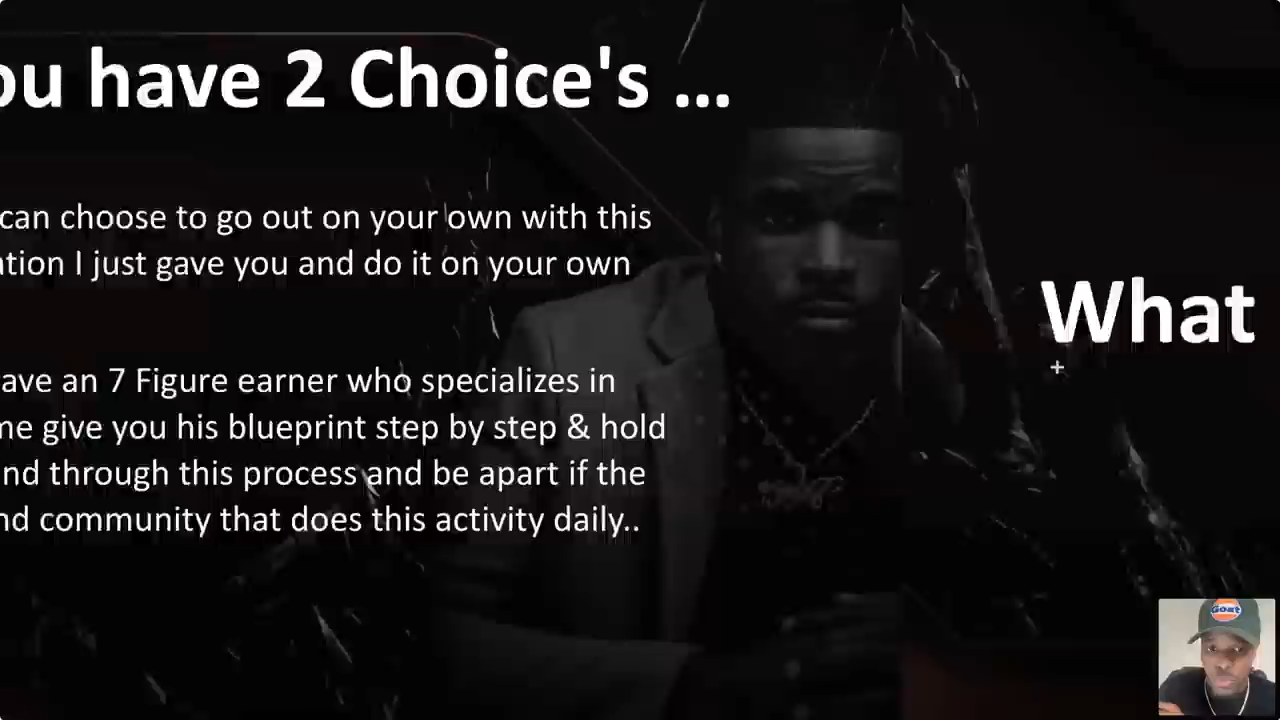 ou have 2 Choice's ...
can choose to go out on your own with this
ation I just gave you and do it on your own
ave an 7 Figure earner who specializes in
me give you his blueprint step by step & hold
nd through this process and be apart if the
nd community that does this activity daily..
What
Goat